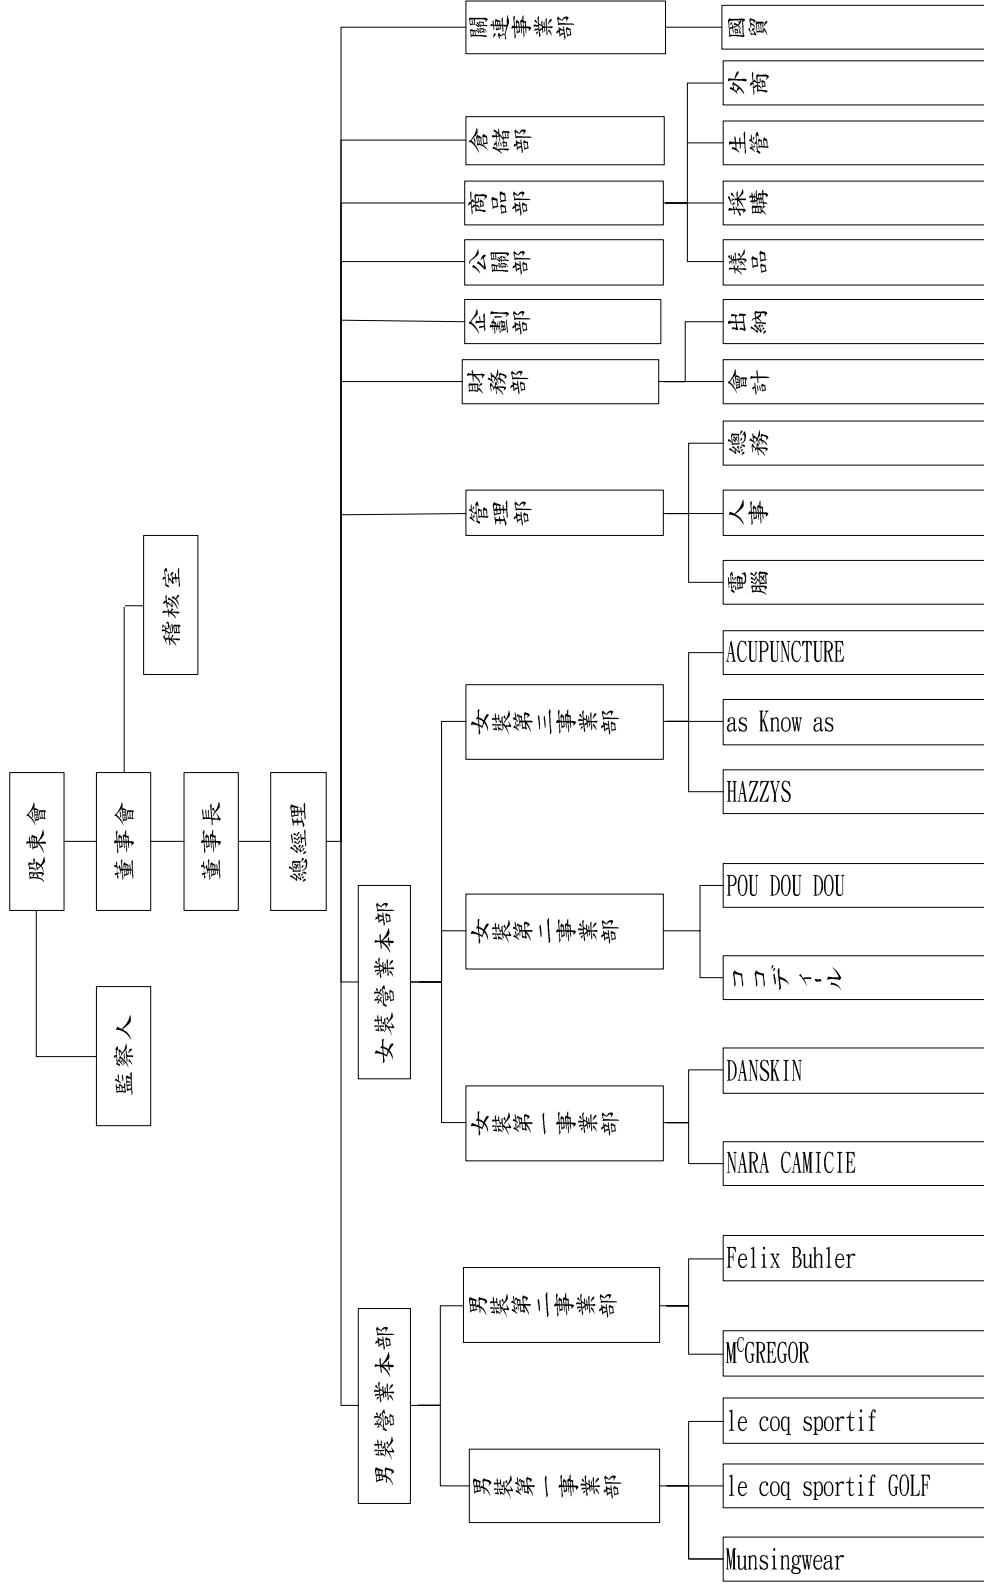 股東會
監察人
董事會
稽核室
董事長
總經理
男裝營業本部
女裝營業本部
男裝第一事業部
男裝第二事業部
女裝第一事業部
女裝第二事業部
女裝第三事業部
管理部
財務部
企劃部
公關部
商品部
倉儲部
關連事業部
Munsingwear
le coq sportif GOLF
le coq sportif
MCGREGOR
Felix Buhler
NARA CAMICIE
DANSKIN
ココディール
POU DOU DOU
HAZZYS
as Know as
ACUPUNCTURE
電腦
人事
總務
會計
出納
樣品
採購
生管
外商
國貿